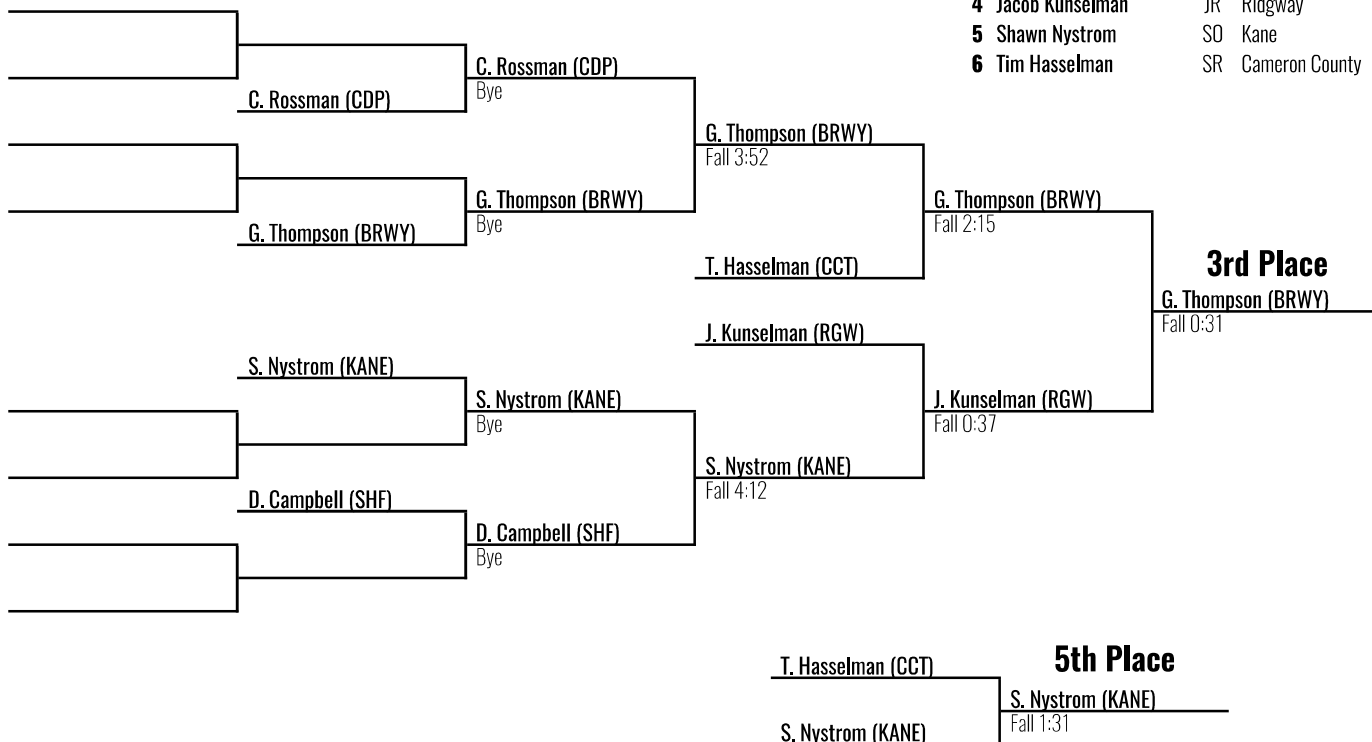 4 Jacob Kunselman JR Ridgway
5 Shawn Nystrom SO Kane
6 Tim Hasselman SR Cameron County
C. Rossman (CDP)
Bye
C. Rossman (CDP)
G. Thompson (BRWY)
Fall 3:52
G. Thompson (BRWY)
Bye
G. Thompson (BRWY)
Fall 2:15
G. Thompson (BRWY)
T. Hasselman (CCT)
3rd Place
G. Thompson (BRWY)
Fall 0:31
J. Kunselman (RGW)
S. Nystrom (KANE)
S. Nystrom (KANE)
Bye
J. Kunselman (RGW)
Fall 0:37
S. Nystrom (KANE)
Fall 4:12
D. Campbell (SHF)
D. Campbell (SHF)
Bye
5th Place
T. Hasselman (CCT)
S. Nystrom (KANE)
Fall 1:31
S. Nystrom (KANE)